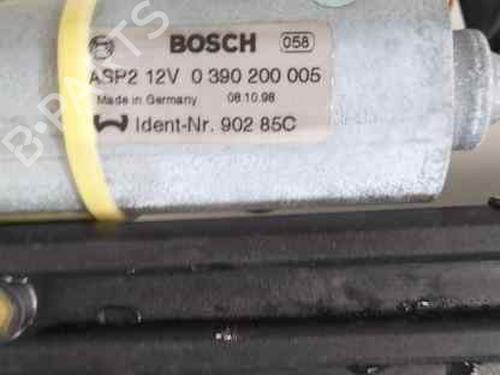 BOSCH 058
ASP2 12V 0 390 200 005
Made in Germany 08.10.98
Ident-Nr. 902 85C
B-PARTS